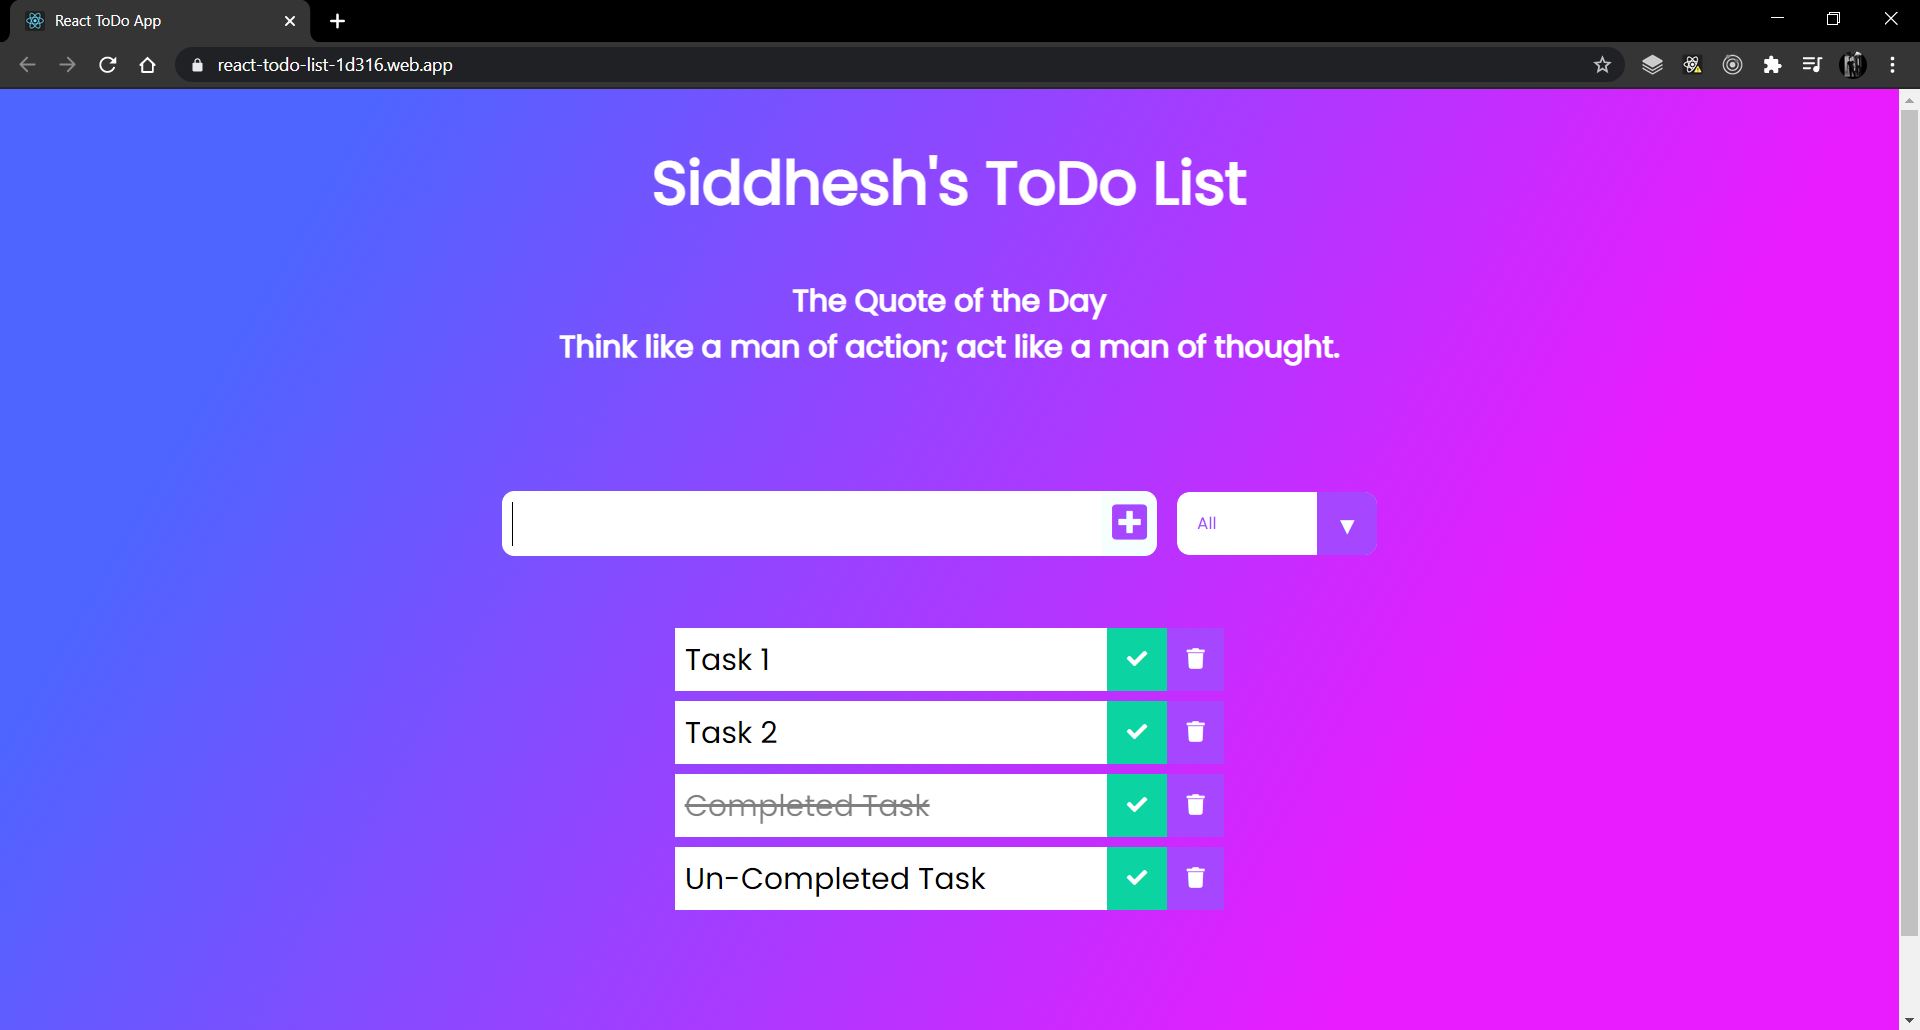 React ToDo App
react-todo-list-1d316.web.app
Siddhesh's ToDo List
The Quote of the Day
Think like a man of action; act like a man of thought.
All
Task 1
Task 2
Completed Task
Un-Completed Task